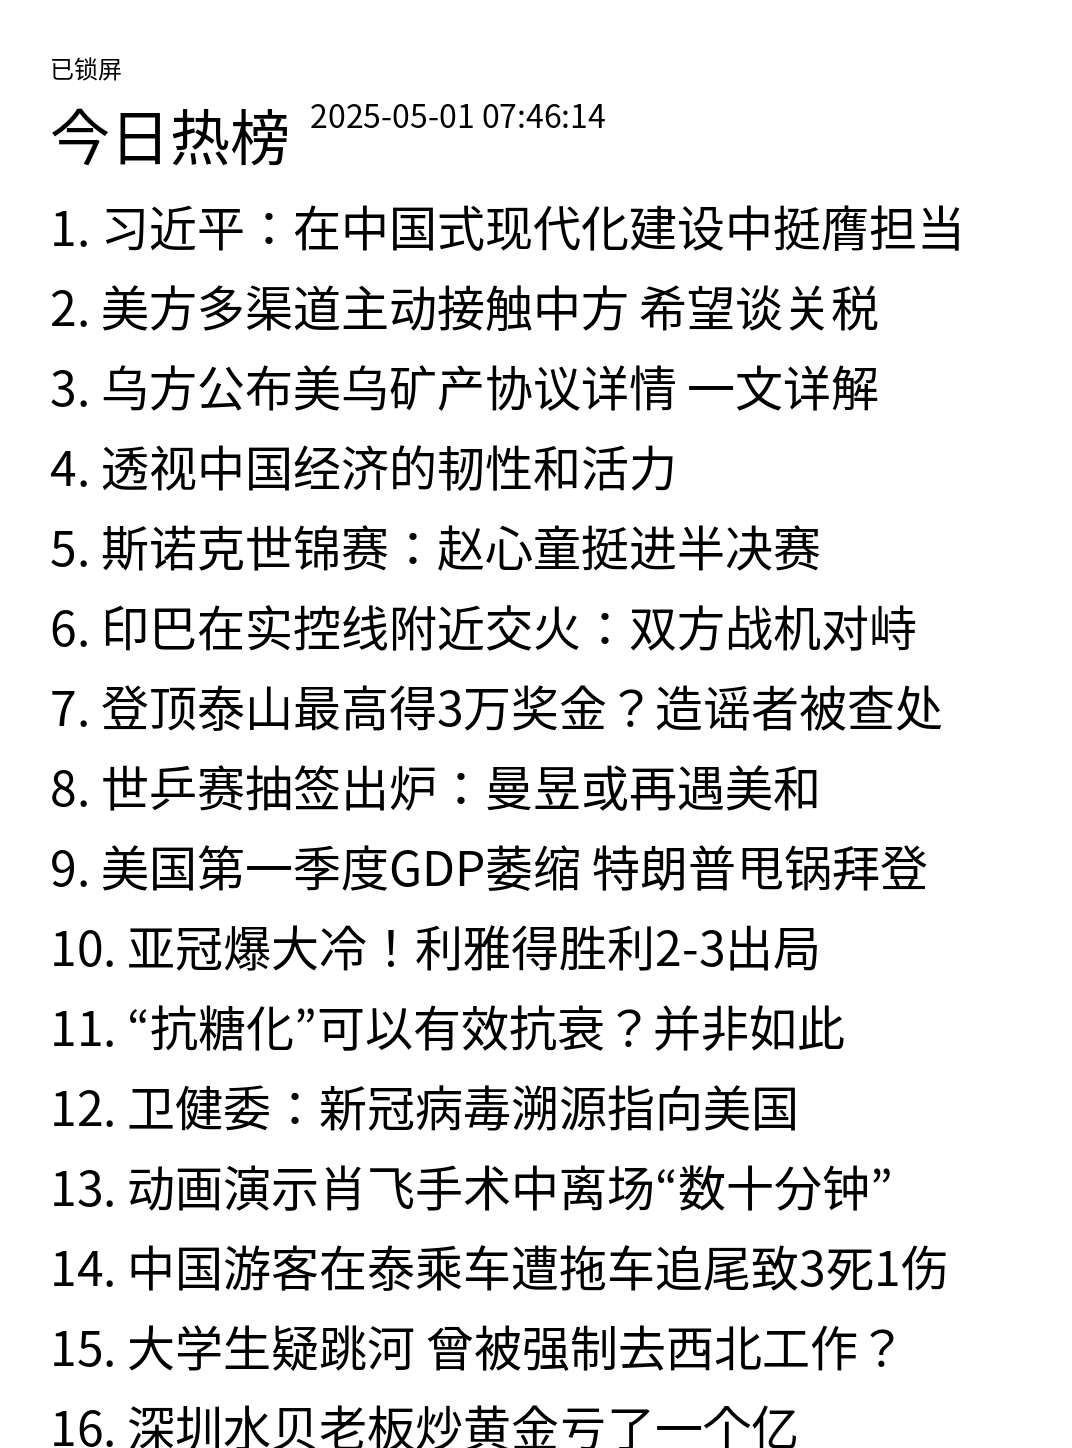 已锁屏
今日热榜 2025-05-01 07:46:14
1. 习近平：在中国式现代化建设中挺膺担当
2. 美方多渠道主动接触中方 希望谈关税
3. 乌方公布美乌矿产协议详情 一文详解
4. 透视中国经济的韧性和活力
5. 斯诺克世锦赛：赵心童挺进半决赛
6. 印巴在实控线附近交火：双方战机对峙
7. 登顶泰山最高得3万奖金？造谣者被查处
8. 世乒赛抽签出炉：曼昱或再遇美和
9. 美国第一季度GDP萎缩 特朗普甩锅拜登
10. 亚冠爆大冷！利雅得胜利2-3出局
11. “抗糖化”可以有效抗衰？并非如此
12. 卫健委：新冠病毒溯源指向美国
13. 动画演示肖飞手术中离场“数十分钟”
14. 中国游客在泰乘车遭拖车追尾致3死1伤
15. 大学生疑跳河 曾被强制去西北工作？
16. 深圳水贝老板炒黄金亏了一个亿